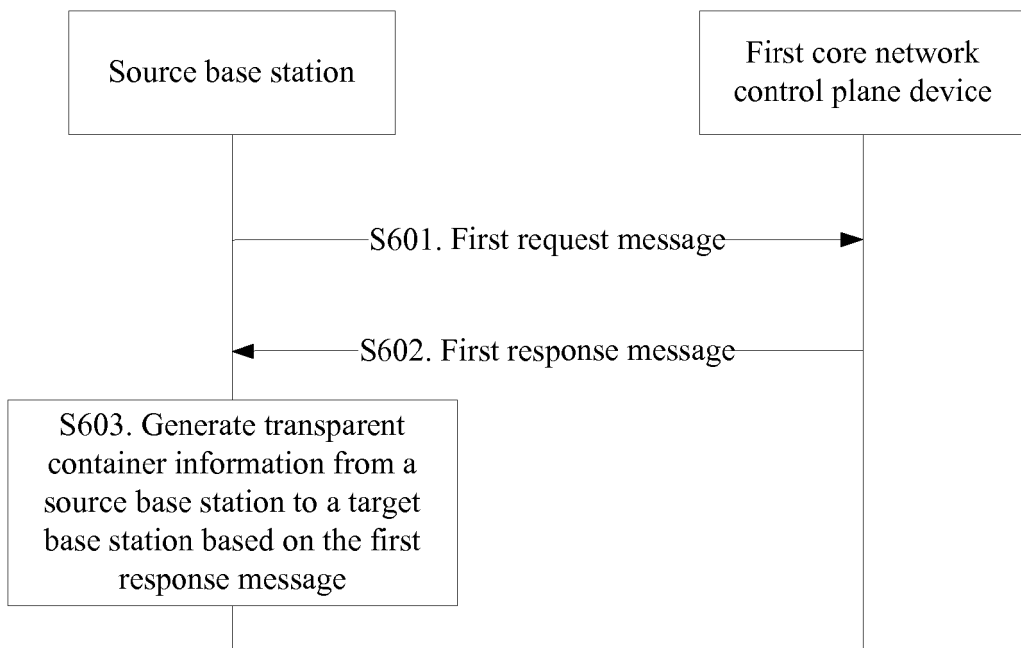 Source base station
First core network
control plane device
S601. First request message
S602. First response message
S603. Generate transparent
container information from a
source base station to a target
base station based on the first
response message